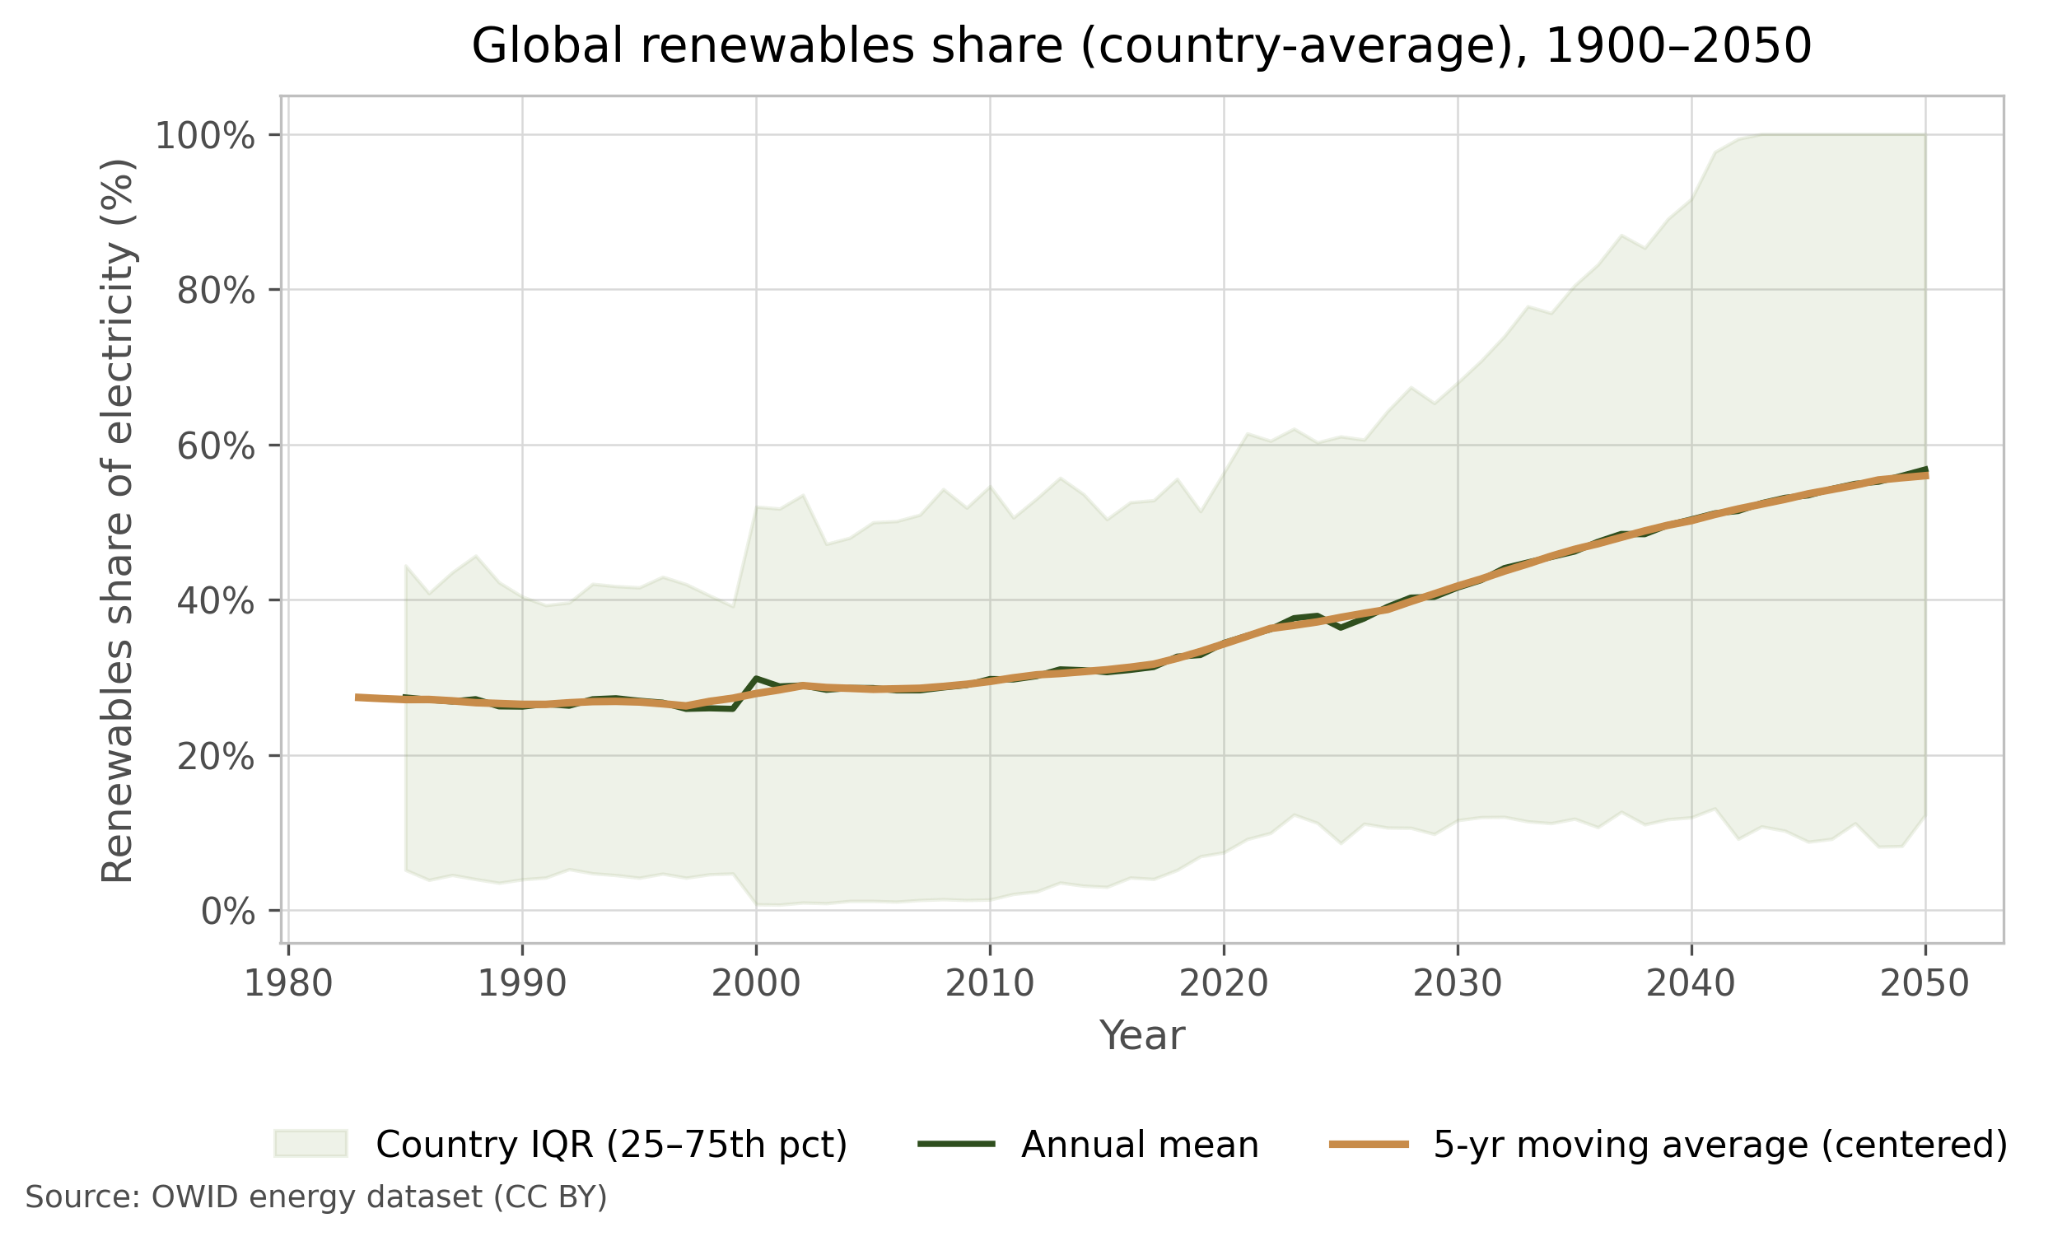 Global renewables share (country-average), 1900–2050
Renewables share of electricity (%)
100%
80%
60%
40%
20%
0%
1980 1990 2000 2010 2020 2030 2040 2050
Year
Country IQR (25–75th pct) Annual mean 5-yr moving average (centered)
Source: OWID energy dataset (CC BY)